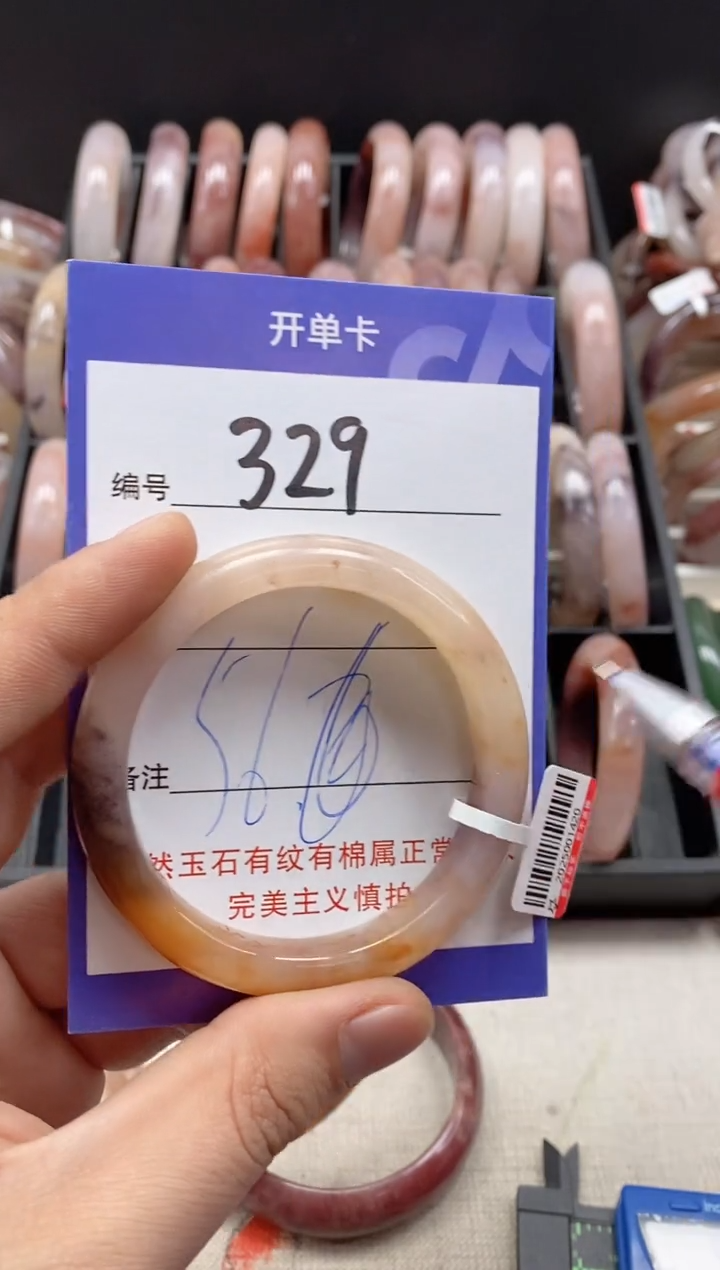 开单卡
编号 329
备注 56.
然玉石有纹有棉属正常
完美主义慎拍
2025001420